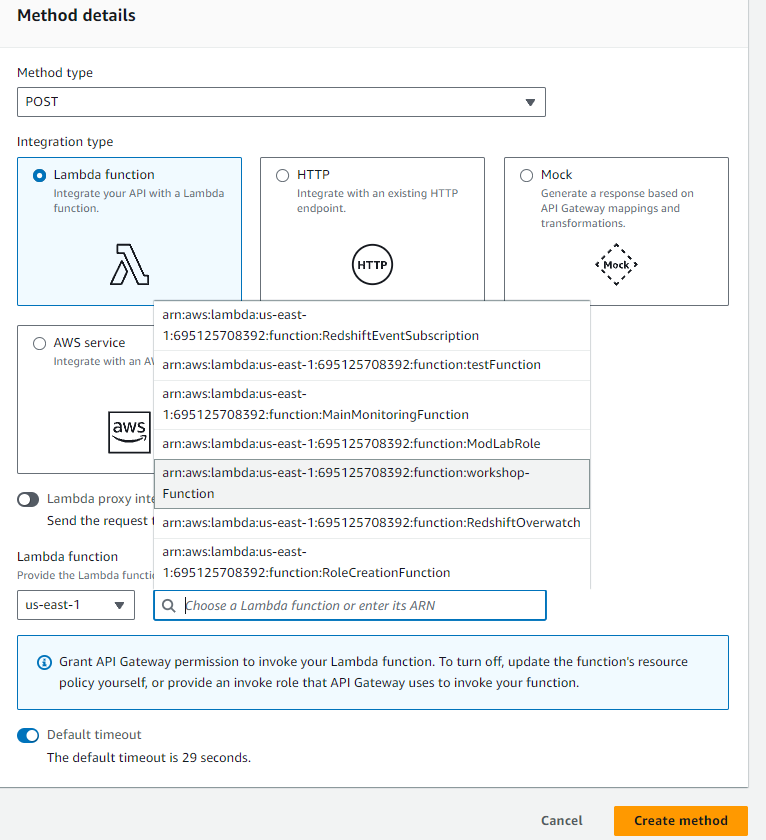 Method details
Method type
POST
Integration type
Lambda function
Integrate your API with a Lambda
function.
HTTP
Integrate with an existing HTTP
endpoint.
HTTP
Mock
Generate a response based on
API Gateway mappings and
transformations.
Mock
AWS service
Integrate with an
aws
arn:aws:lambda:us-east-
1:695125708392:function:RedshiftEventSubscription
arn:aws:lambda:us-east-1:695125708392:function:testFunction
arn:aws:lambda:us-east-
1:695125708392:function:MainMonitoringFunction
arn:aws:lambda:us-east-1:695125708392:function:ModLabRole
arn:aws:lambda:us-east-1:695125708392:function:workshop-
Function
arn:aws:lambda:us-east-1:695125708392:function:RedshiftOverwatch
arn:aws:lambda:us-east-
1:695125708392:function:RoleCreationFunction
Lambda proxy inte
Send the request
Lambda function
Provide the Lambda functi
us-east-1
Choose a Lambda function or enter its ARN
Grant API Gateway permission to invoke your Lambda function. To turn off, update the function's resource
policy yourself, or provide an invoke role that API Gateway uses to invoke your function.
Default timeout
The default timeout is 29 seconds.
Cancel
Create method